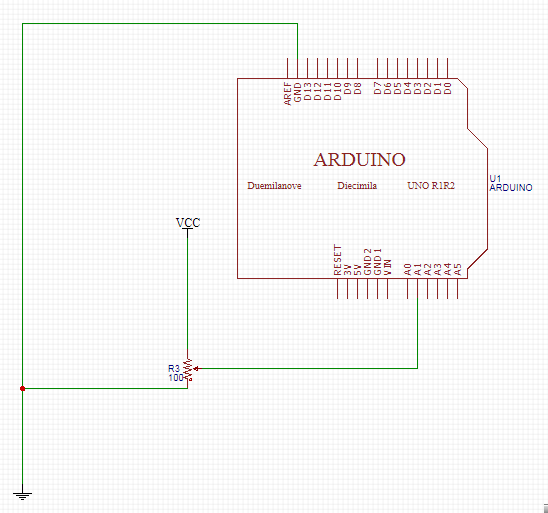 AREF
GND
D13
D12
D11
D10
D9
D8
D7
D6
D5
D4
D3
D2
D1
D0
ARDUINO
Duemilanove Diecimila UNO R1R2
U1
ARDUINO
VCC
RESET
3V
5V
GND2
GND1
VIN
A0
A1
A2
A3
A4
A5
R3
100